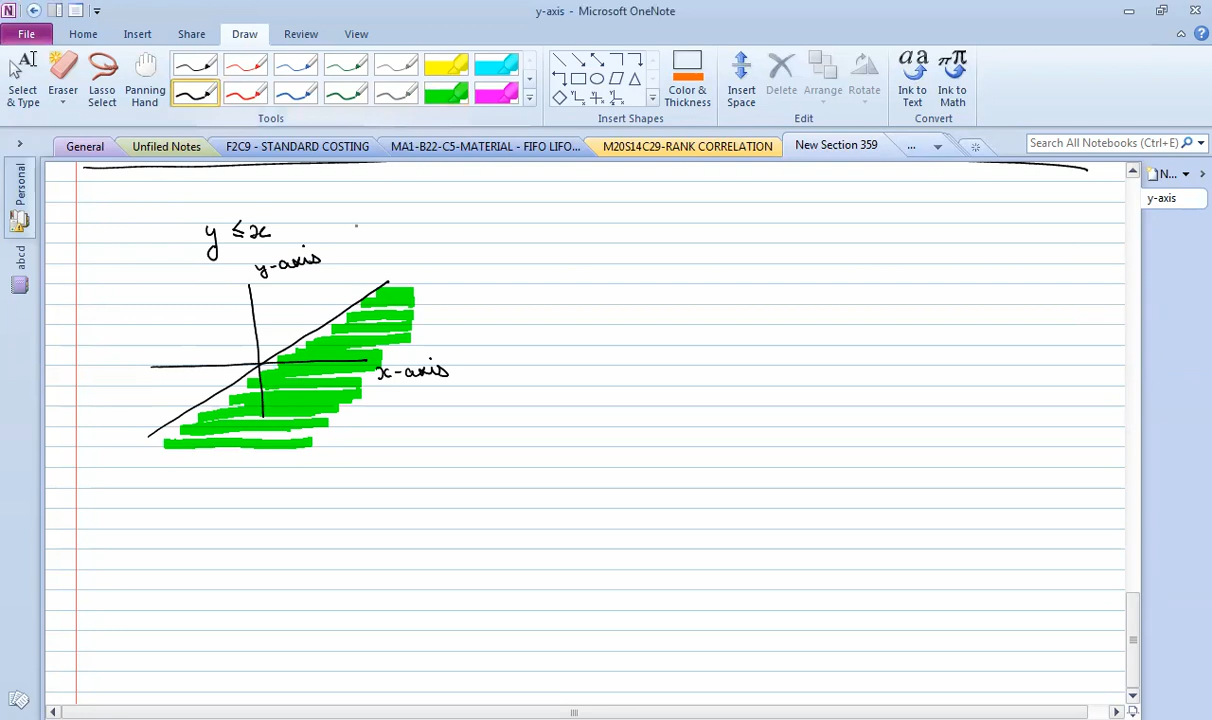 y-axis - Microsoft OneNote
File Home Insert Share Draw Review View
Select & Type
Eraser
Lasso Select
Panning Hand
Color & Thickness
Insert Space
Delete
Arrange
Rotate
Ink to Text
Ink to Math
Tools
Insert Shapes
Edit
Convert
General
Unfiled Notes
F2C9 - STANDARD COSTING
MA1-B22-C5-MATERIAL - FIFO LIFO...
M20S14C29-RANK CORRELATION
New Section 359
...
Search All Notebooks (Ctrl+E)
Personal
abcd
N...
y-axis
y ≤ x
y-axis
x-axis